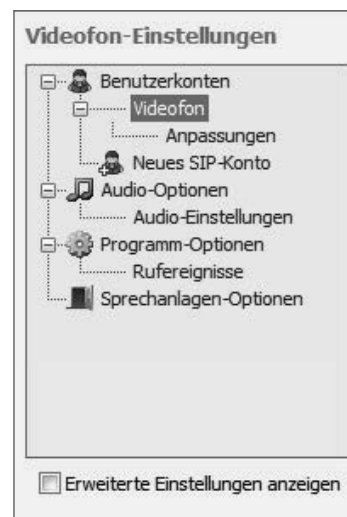 Videofon-Einstellungen
Benutzerkonten
Videofon
Anpassungen
Neues SIP-Konto
Audio-Optionen
Audio-Einstellungen
Programm-Optionen
Rufereignisse
Sprechanlagen-Optionen
Erweiterte Einstellungen anzeigen